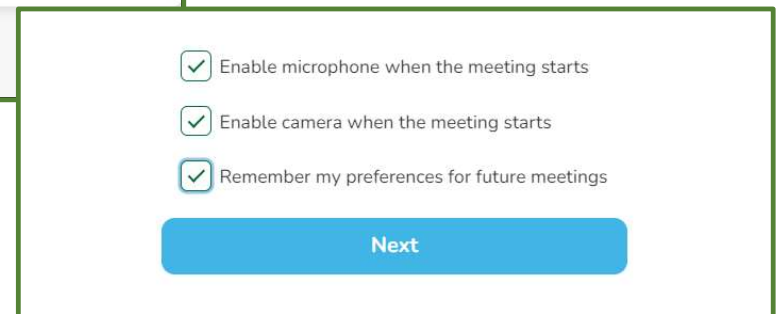 Enable microphone when the meeting starts
Enable camera when the meeting starts
Remember my preferences for future meetings
Next